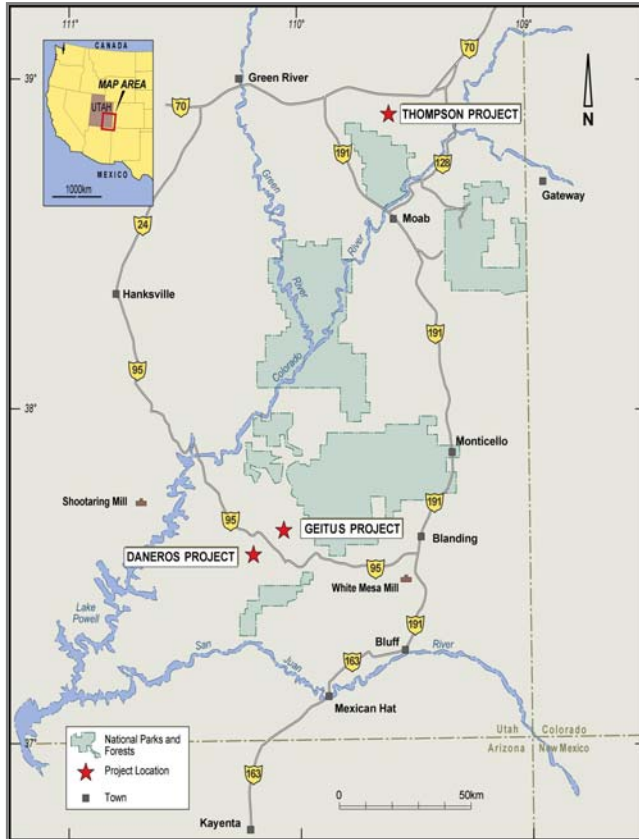 111°
110°
109°
CANADA
MAP AREA
UTAH
MEXICO
1000km
39°
70
Green River
70
N
THOMPSON PROJECT
191
128
Gateway
Green
River
Moab
24
River
Hanksville
191
95
Colorado
38°
Monticello
Shootaring Mill
191
95
GEITUS PROJECT
Blanding
DANEROS PROJECT
95
White Mesa Mill
Lake
Powell
191
San
Juan
163
Bluff
River
Mexican Hat
National Parks and
Forests
Project Location
Town
37°
Utah
Colorado
Arizona
New Mexico
163
0
50km
Kayenta